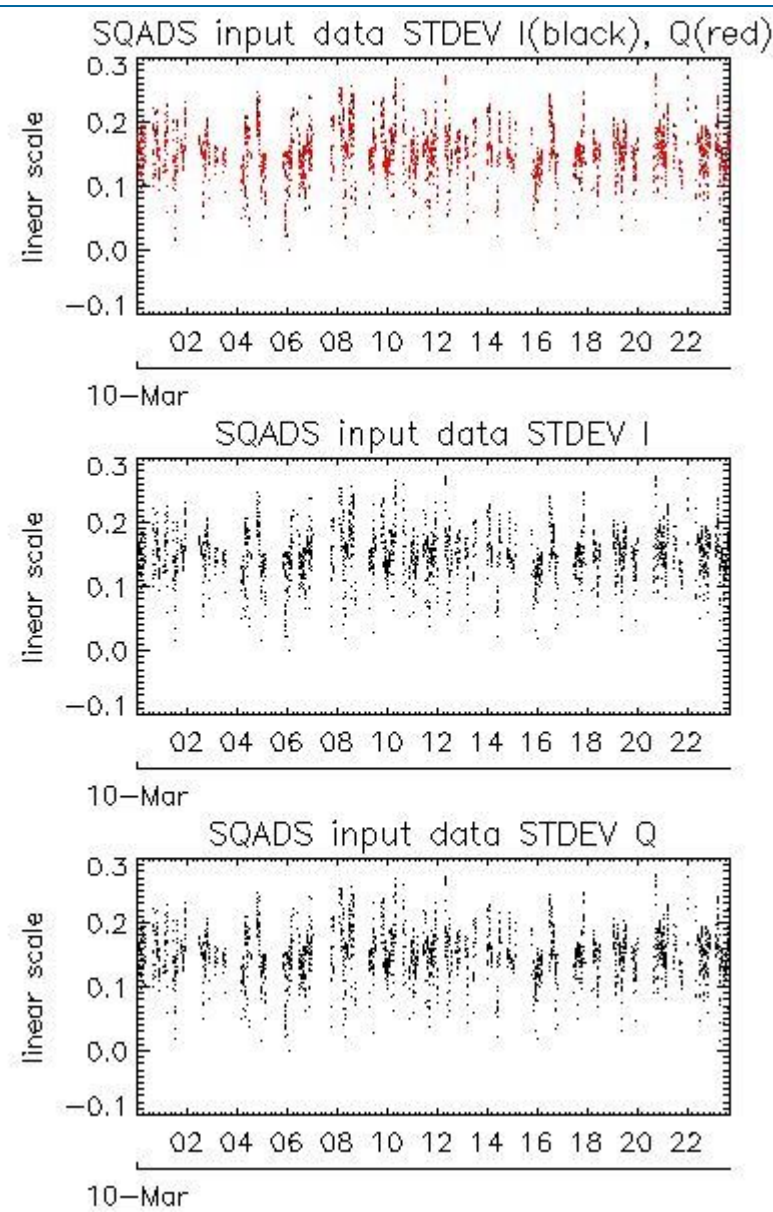 SQADS input data STDEV I(black), Q(red)
0.3
0.2
0.1
0.0
−0.1
linear scale
02 04 06 08 10 12 14 16 18 20 22
10−Mar
SQADS input data STDEV I
0.3
0.2
0.1
0.0
−0.1
linear scale
02 04 06 08 10 12 14 16 18 20 22
10−Mar
SQADS input data STDEV Q
0.3
0.2
0.1
0.0
−0.1
linear scale
02 04 06 08 10 12 14 16 18 20 22
10−Mar